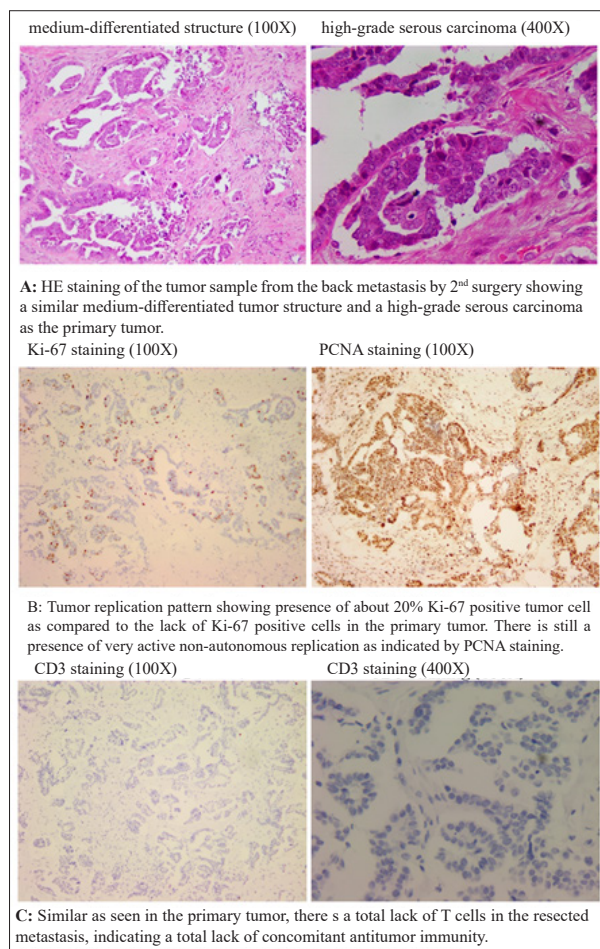 medium-differentiated structure (100X) high-grade serous carcinoma (400X)
A: HE staining of the tumor sample from the back metastasis by 2nd surgery showing
a similar medium-differentiated tumor structure and a high-grade serous carcinoma
as the primary tumor.
Ki-67 staining (100X) PCNA staining (100X)
B: Tumor replication pattern showing presence of about 20% Ki-67 positive tumor cell
as compared to the lack of Ki-67 positive cells in the primary tumor. There is still a
presence of very active non-autonomous replication as indicated by PCNA staining.
CD3 staining (100X) CD3 staining (400X)
C: Similar as seen in the primary tumor, there s a total lack of T cells in the resected
metastasis, indicating a total lack of concomitant antitumor immunity.